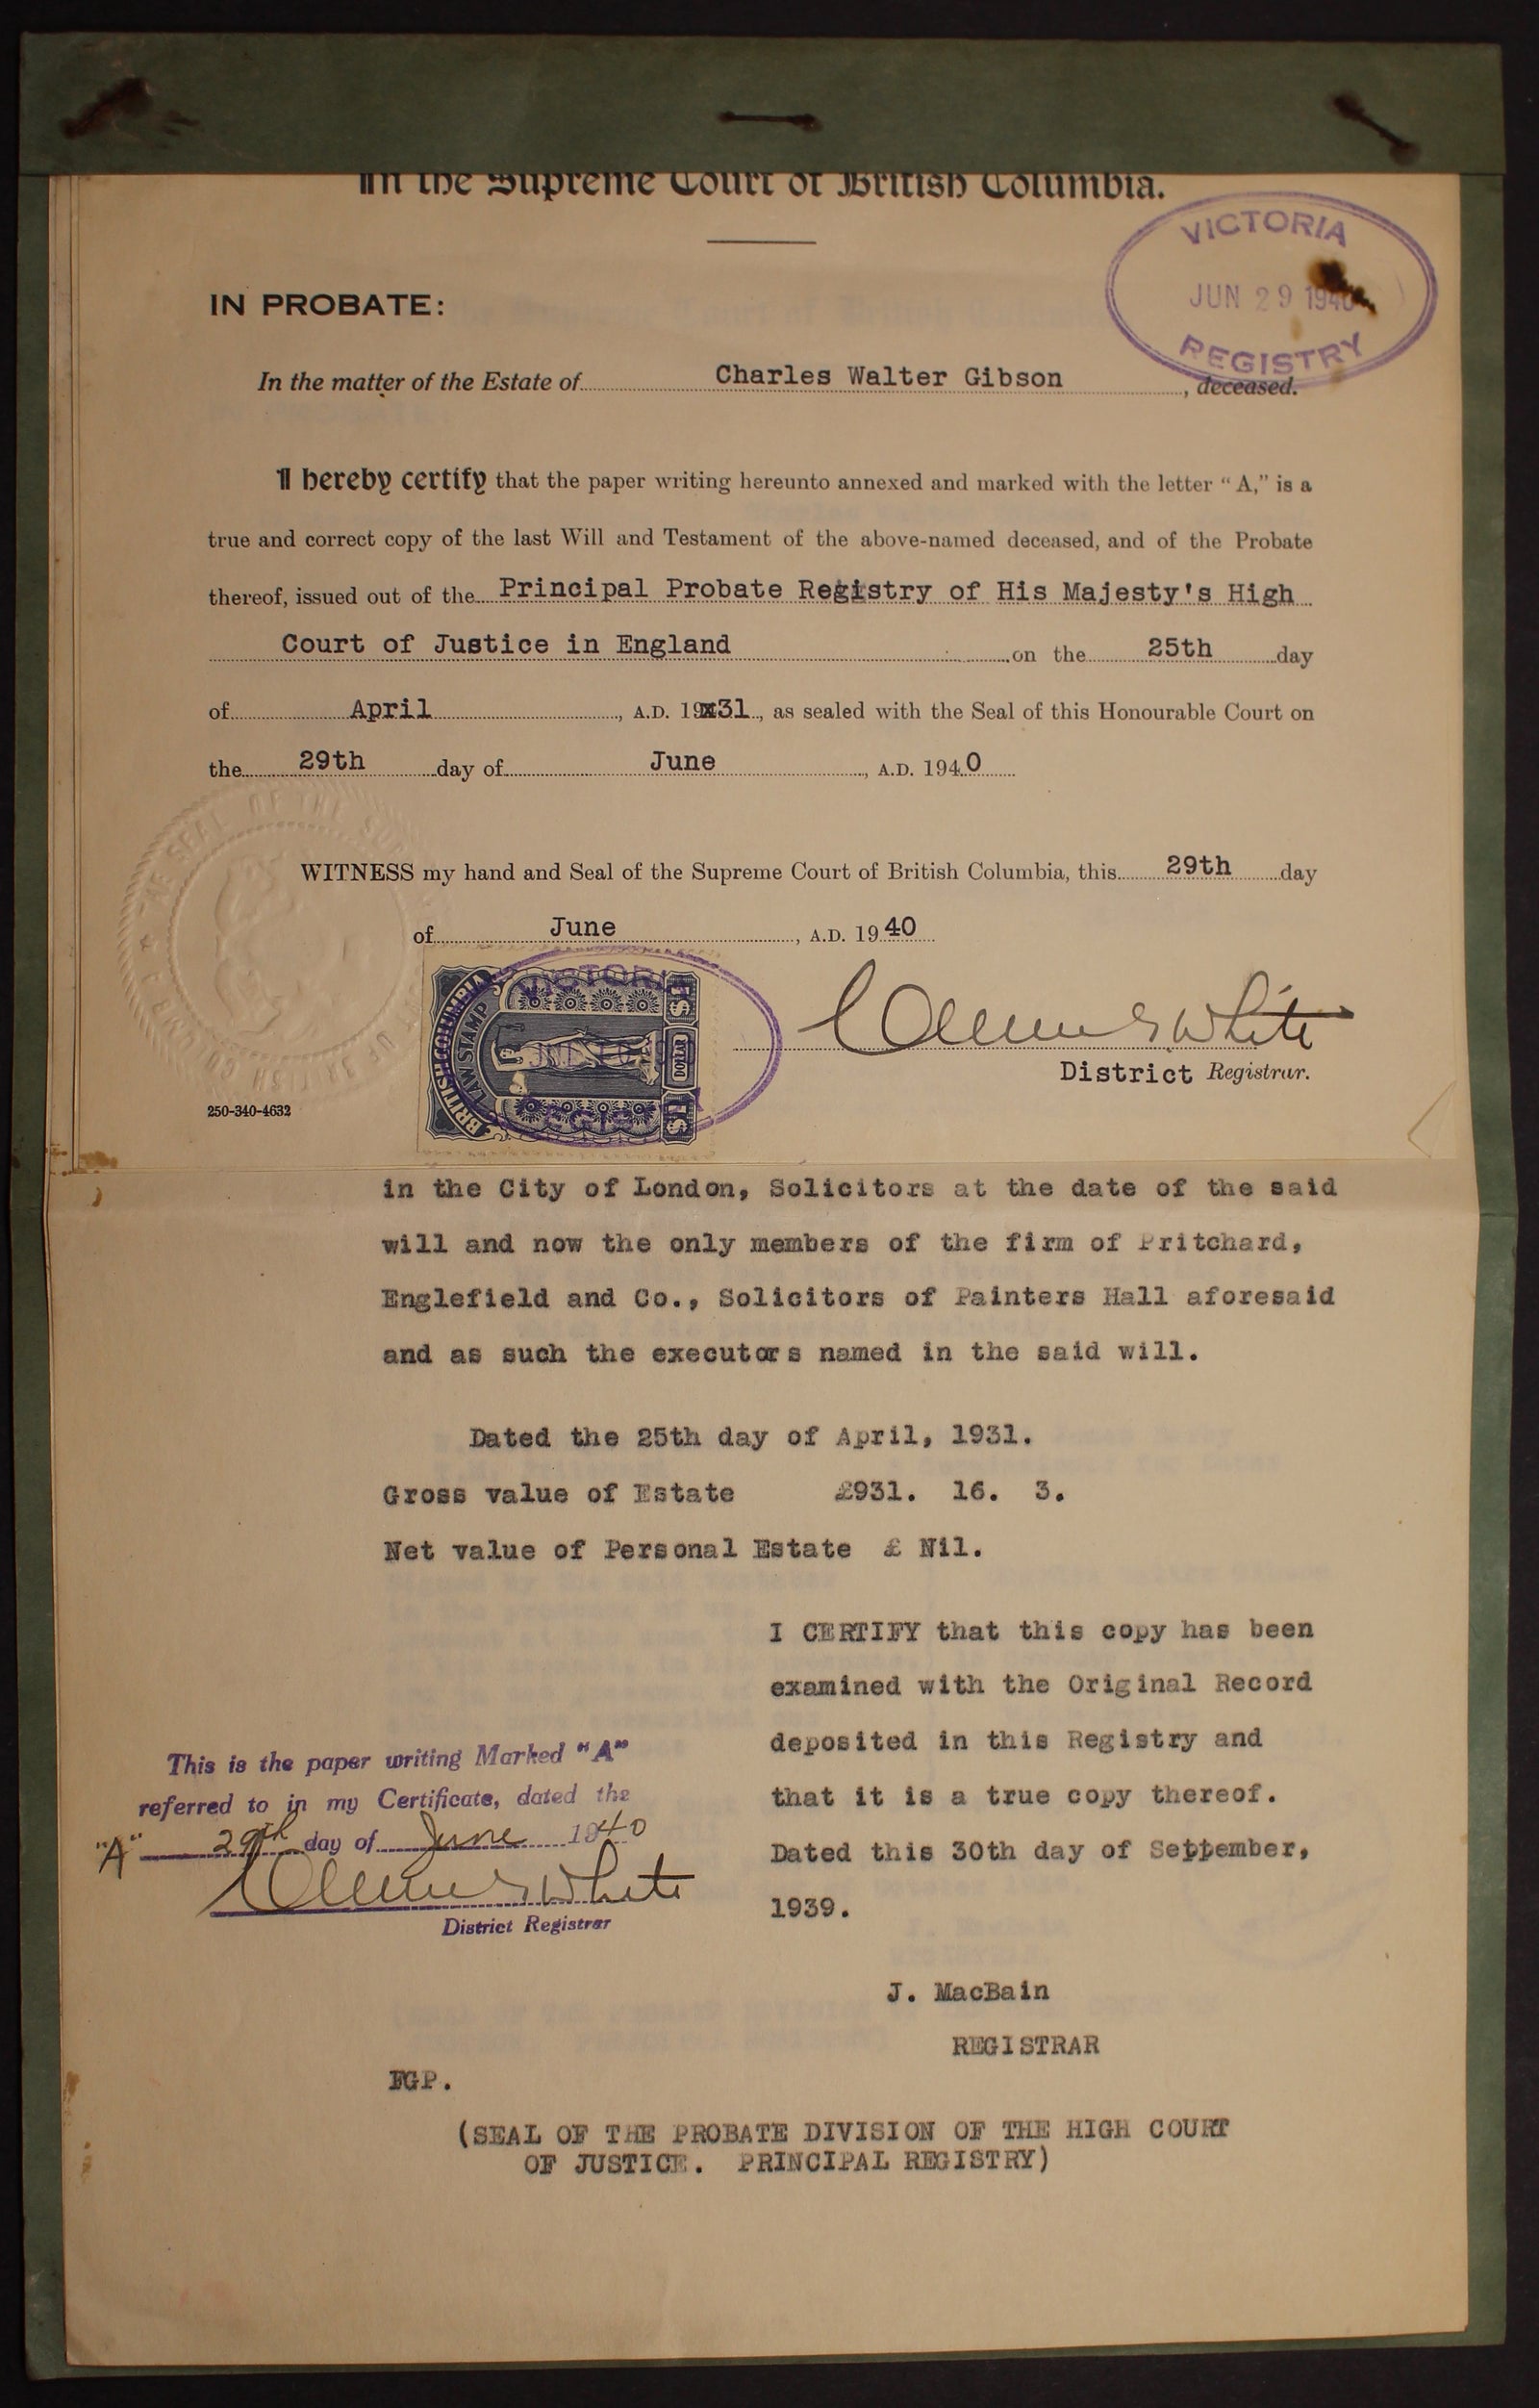 In the Supreme Court of British Columbia.
VICTORIA
JUN 29 1940
REGISTRY
IN PROBATE:
In the matter of the Estate of Charles Walter Gibson, deceased.
I hereby certify that the paper writing hereunto annexed and marked with the letter “A,” is a
true and correct copy of the last Will and Testament of the above-named deceased, and of the Probate
thereof, issued out of the Principal Probate Registry of His Majesty's High
Court of Justice in England on the 25th day
of April, A.D. 1931, as sealed with the Seal of this Honourable Court on
the 29th day of June, A.D. 1940
WITNESS my hand and Seal of the Supreme Court of British Columbia, this 29th day
of June, A.D. 1940
BRITISH COLUMBIA
LAW STAMP
$1 DOLLAR $1
White
District Registrar.
250-340-4632
in the City of London, Solicitors at the date of the said
will and now the only members of the firm of Pritchard,
Englefield and Co., Solicitors of Painters Hall aforesaid
and as such the executors named in the said will.
Dated the 25th day of April, 1931.
Gross value of Estate £931. 16. 3.
Net value of Personal Estate £ Nil.
I CERTIFY that this copy has been
examined with the Original Record
deposited in this Registry and
that it is a true copy thereof.
Dated this 30th day of September,
1939.
This is the paper writing Marked "A"
referred to in my Certificate, dated the
"A" 29th day of June 1940
White
District Registrar
J. MacBain
REGISTRAR
FGP.
(SEAL OF THE PROBATE DIVISION OF THE HIGH COURT
OF JUSTICE. PRINCIPAL REGISTRY)